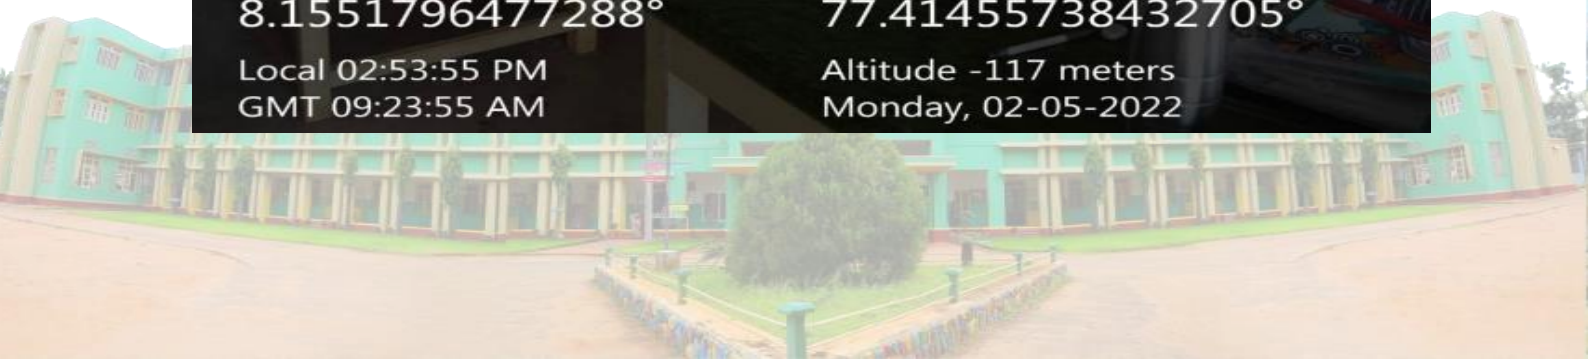 8.1551796477288°
77.41455738432705°
Local 02:53:55 PM
Altitude -117 meters
GMT 09:23:55 AM
Monday, 02-05-2022